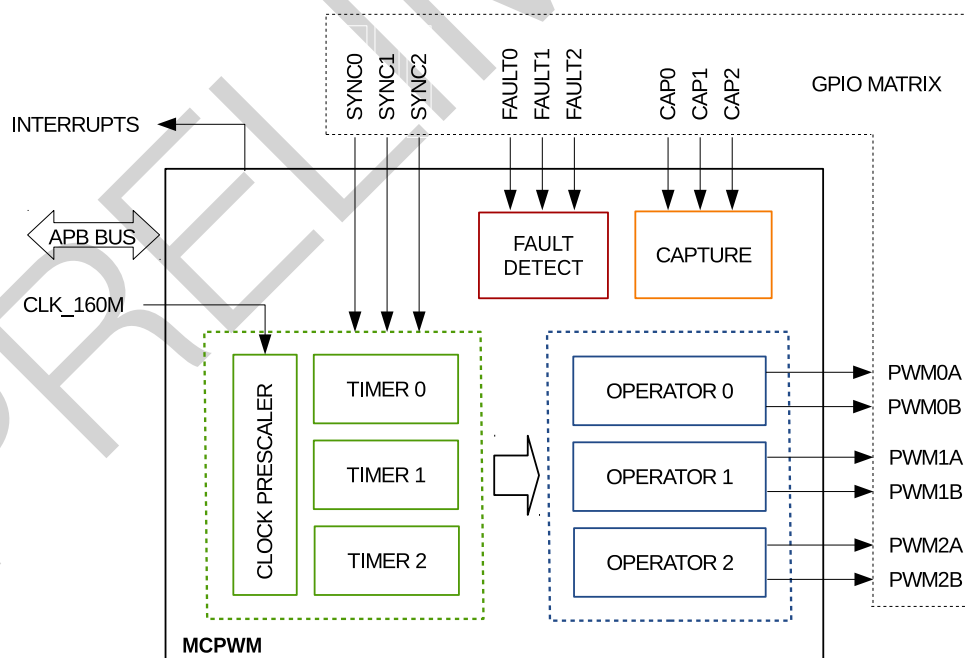 SYNC0
SYNC1
SYNC2
FAULT0
FAULT1
FAULT2
CAP0
CAP1
CAP2
GPIO MATRIX
INTERRUPTS
APB BUS
FAULT
DETECT
CAPTURE
CLK_160M
CLOCK PRESCALER
TIMER 0
TIMER 1
TIMER 2
OPERATOR 0
OPERATOR 1
OPERATOR 2
PWM0A
PWM0B
PWM1A
PWM1B
PWM2A
PWM2B
MCPWM
PRELIM